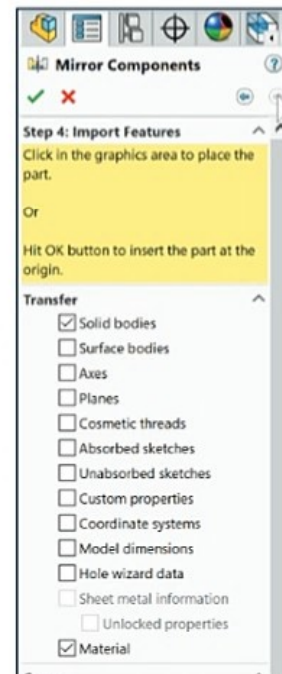 Mirror Components
Step 4: Import Features
Click in the graphics area to place the
part.
Or
Hit OK button to insert the part at the
origin.
Transfer
Solid bodies
Surface bodies
Axes
Planes
Cosmetic threads
Absorbed sketches
Unabsorbed sketches
Custom properties
Coordinate systems
Model dimensions
Hole wizard data
Sheet metal information
Unlocked properties
Material